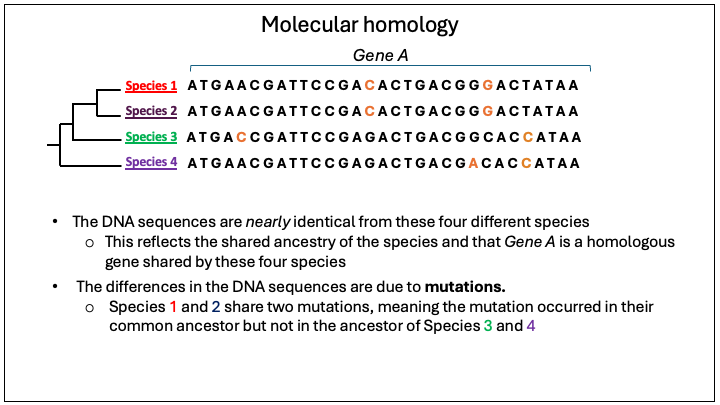 Molecular homology
Gene A
Species 1 ATGAACGATTCCGACACTGACGGGACTATAA
Species 2 ATGAACGATTCCGACACTGACGGGACTATAA
Species 3 ATGACCGATTCCGAGACTGACGGCACCATAA
Species 4 ATGAACGATTCCGAGACTGACGACACCATAA
• The DNA sequences are nearly identical from these four different species
o This reflects the shared ancestry of the species and that Gene A is a homologous
gene shared by these four species
• The differences in the DNA sequences are due to mutations.
o Species 1 and 2 share two mutations, meaning the mutation occurred in their
common ancestor but not in the ancestor of Species 3 and 4